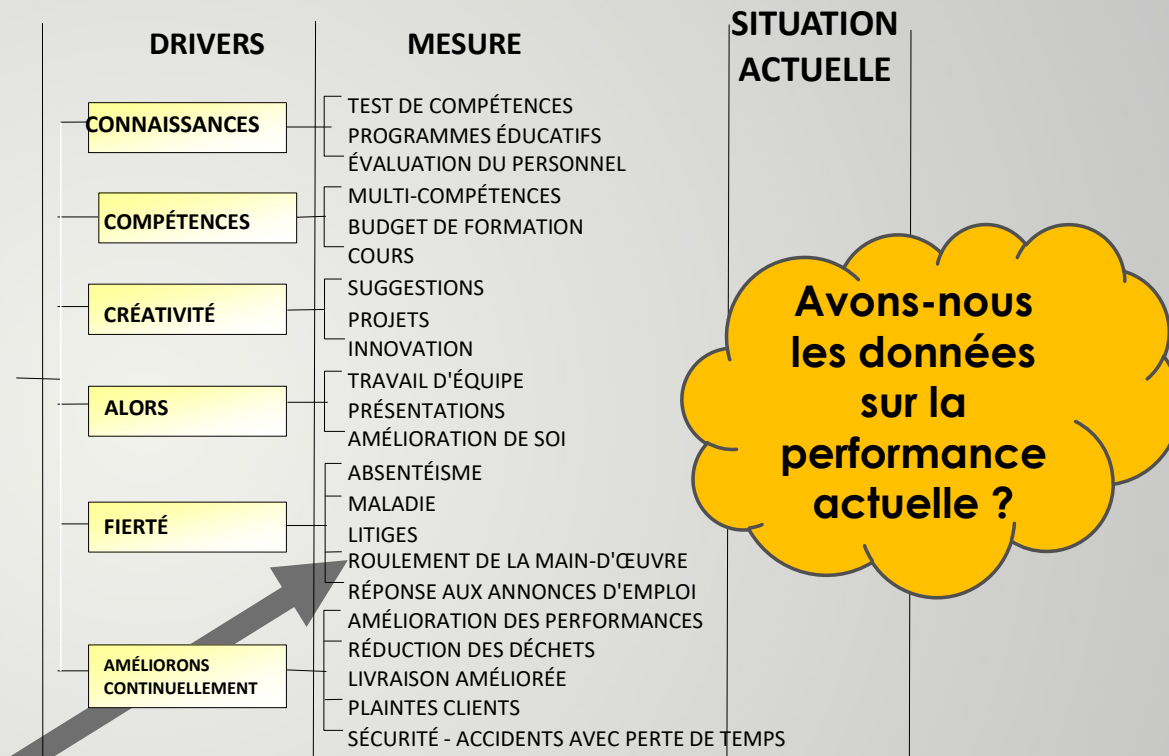 DRIVERS
MESURE
SITUATION
ACTUELLE
CONNAISSANCES
TEST DE COMPÉTENCES
PROGRAMMES ÉDUCATIFS
ÉVALUATION DU PERSONNEL
COMPÉTENCES
MULTI-COMPÉTENCES
BUDGET DE FORMATION
COURS
CRÉATIVITÉ
SUGGESTIONS
PROJETS
INNOVATION
ALORS
TRAVAIL D'ÉQUIPE
PRÉSENTATIONS
AMÉLIORATION DE SOI
FIERTÉ
ABSENTÉISME
MALADIE
LITIGES
ROULEMENT DE LA MAIN-D'ŒUVRE
RÉPONSE AUX ANNONCES D'EMPLOI
AMÉLIORONS
CONTINUELLEMENT
AMÉLIORATION DES PERFORMANCES
RÉDUCTION DES DÉCHETS
LIVRAISON AMÉLIORÉE
PLAINTES CLIENTS
SÉCURITÉ - ACCIDENTS AVEC PERTE DE TEMPS
Avons-nous
les données
sur la
performance
actuelle ?